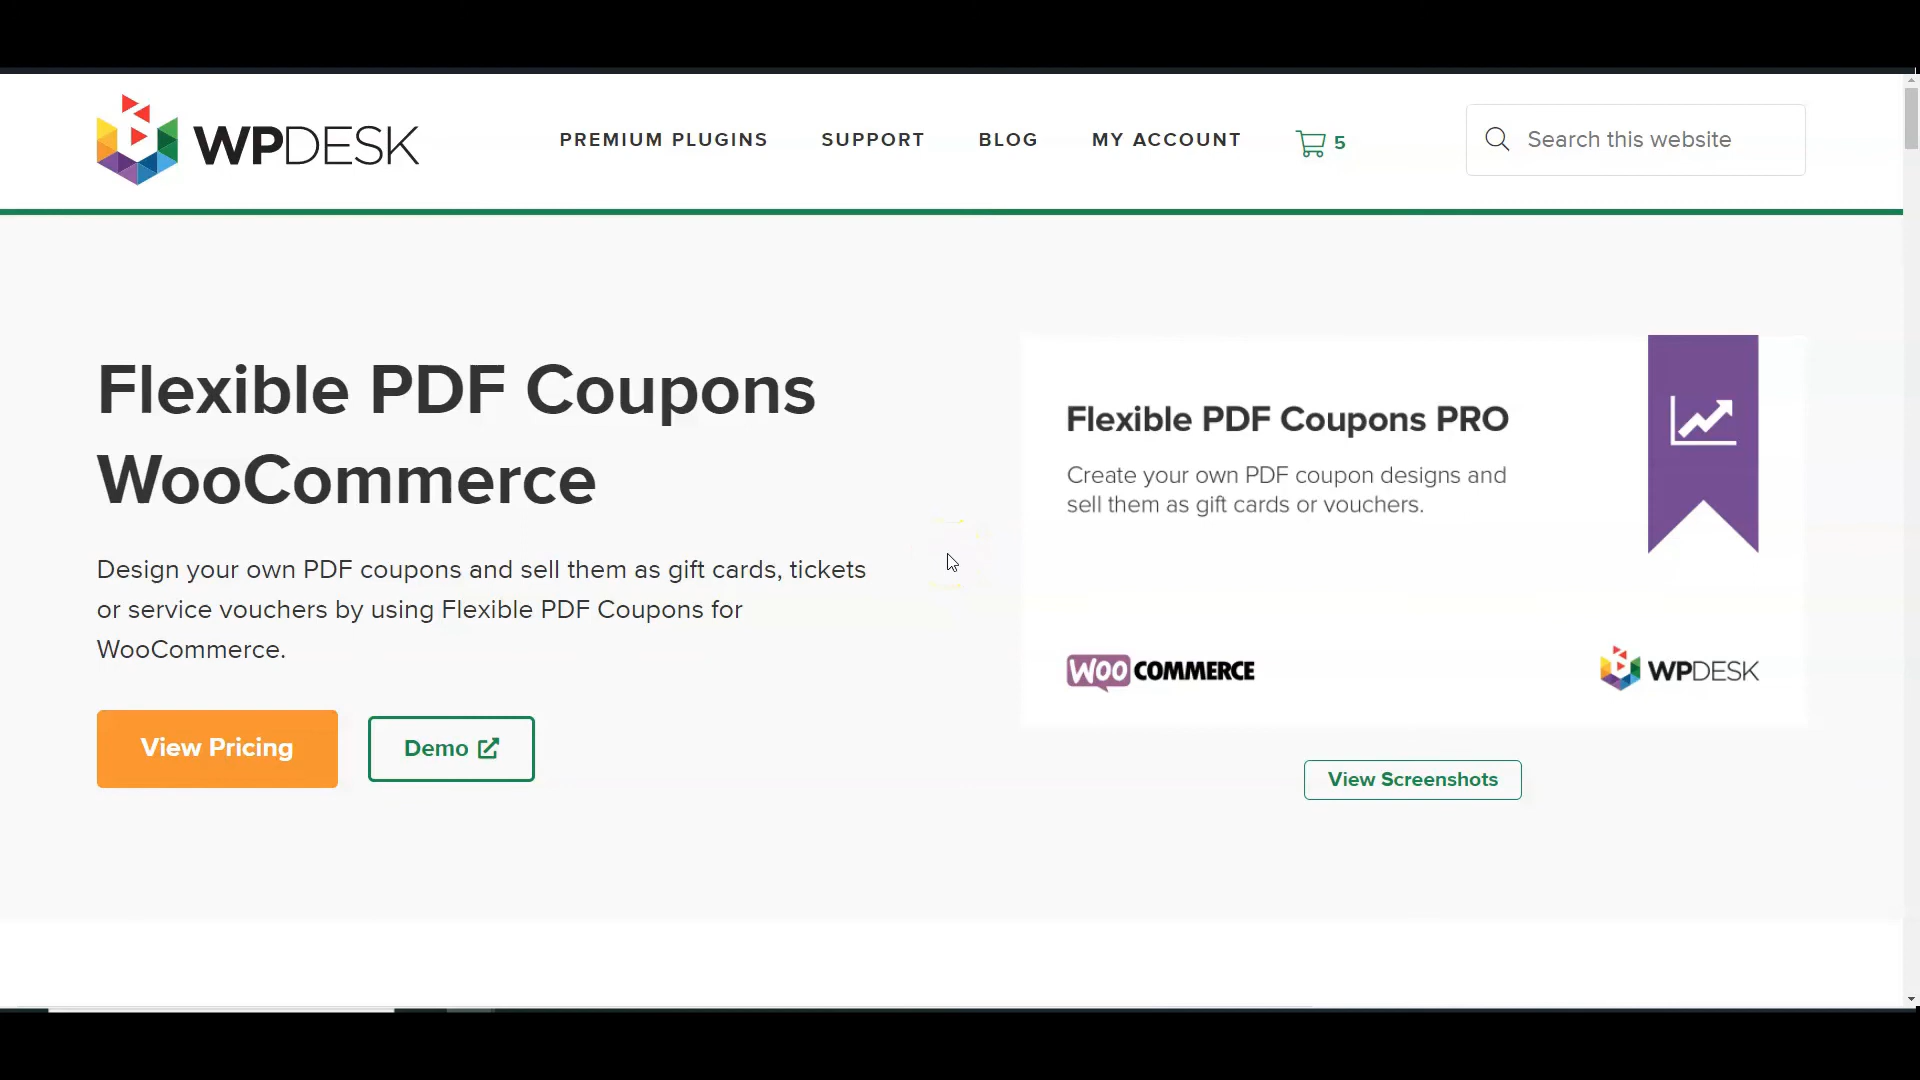 WPDESK
PREMIUM PLUGINS
SUPPORT
BLOG
MY ACCOUNT
5
Search this website
Flexible PDF Coupons
WooCommerce
Design your own PDF coupons and sell them as gift cards, tickets
or service vouchers by using Flexible PDF Coupons for
WooCommerce.
View Pricing
Demo
Flexible PDF Coupons PRO
Create your own PDF coupon designs and
sell them as gift cards or vouchers.
WOO COMMERCE
WPDESK
View Screenshots